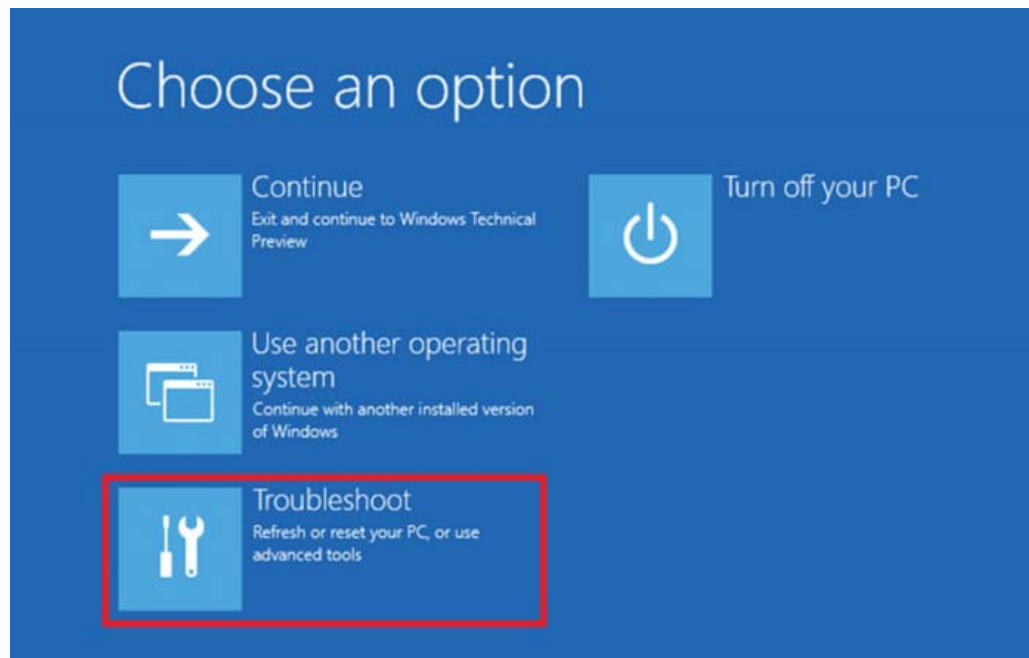 Choose an option
Continue
Exit and continue to Windows Technical
Preview
Turn off your PC
Use another operating
system
Continue with another installed version
of Windows
Troubleshoot
Refresh or reset your PC, or use
advanced tools